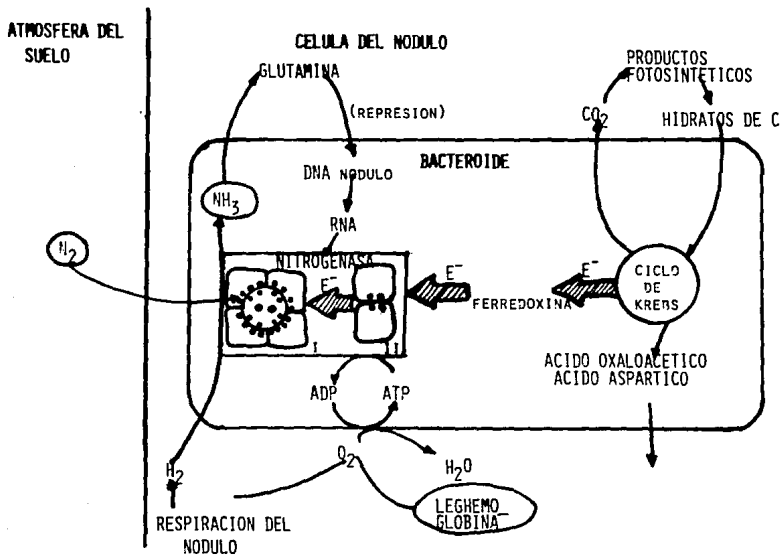 ATMOSFERA DEL
SUELO
CELULA DEL NODULO
GLUTAMINA
(REPRESION)
PRODUCTOS
FOTOSINTETICOS
CO2
HIDRATOS DE C
BACTEROIDE
DNA NODULO
NH3
RNA
N2
NITROGENASA
E-
E-
E-
FERREDOXINA
CICLO
DE
KREBS
I
II
ACIDO OXALOACETICO
ACIDO ASPARTICO
ADP
ATP
O2
H2
H2O
LEGHEMO-
GLOBINA
RESPIRACION DEL
NODULO